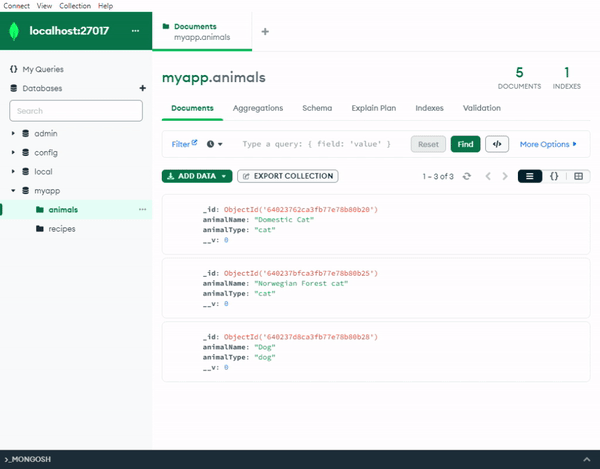 Connect View Collection Help
localhost:27017 ...
Documents
myapp.animals
+
{} My Queries
Databases +
Search
admin
config
local
myapp
animals ...
recipes
myapp.animals
5
DOCUMENTS
1
INDEXES
Documents Aggregations Schema Explain Plan Indexes Validation
Filter Type a query: { field: 'value' } Reset Find </> More Options
ADD DATA EXPORT COLLECTION 1 – 3 of 3 {}
_id: ObjectId('64023762ca3fb77e78b80b20')
animalName: "Domestic Cat"
animalType: "cat"
__v: 0
_id: ObjectId('640237bfca3fb77e78b80b25')
animalName: "Norwegian Forest cat"
animalType: "cat"
__v: 0
_id: ObjectId('640237d8ca3fb77e78b80b28')
animalName: "Dog"
animalType: "dog"
__v: 0
>_MONGOSH